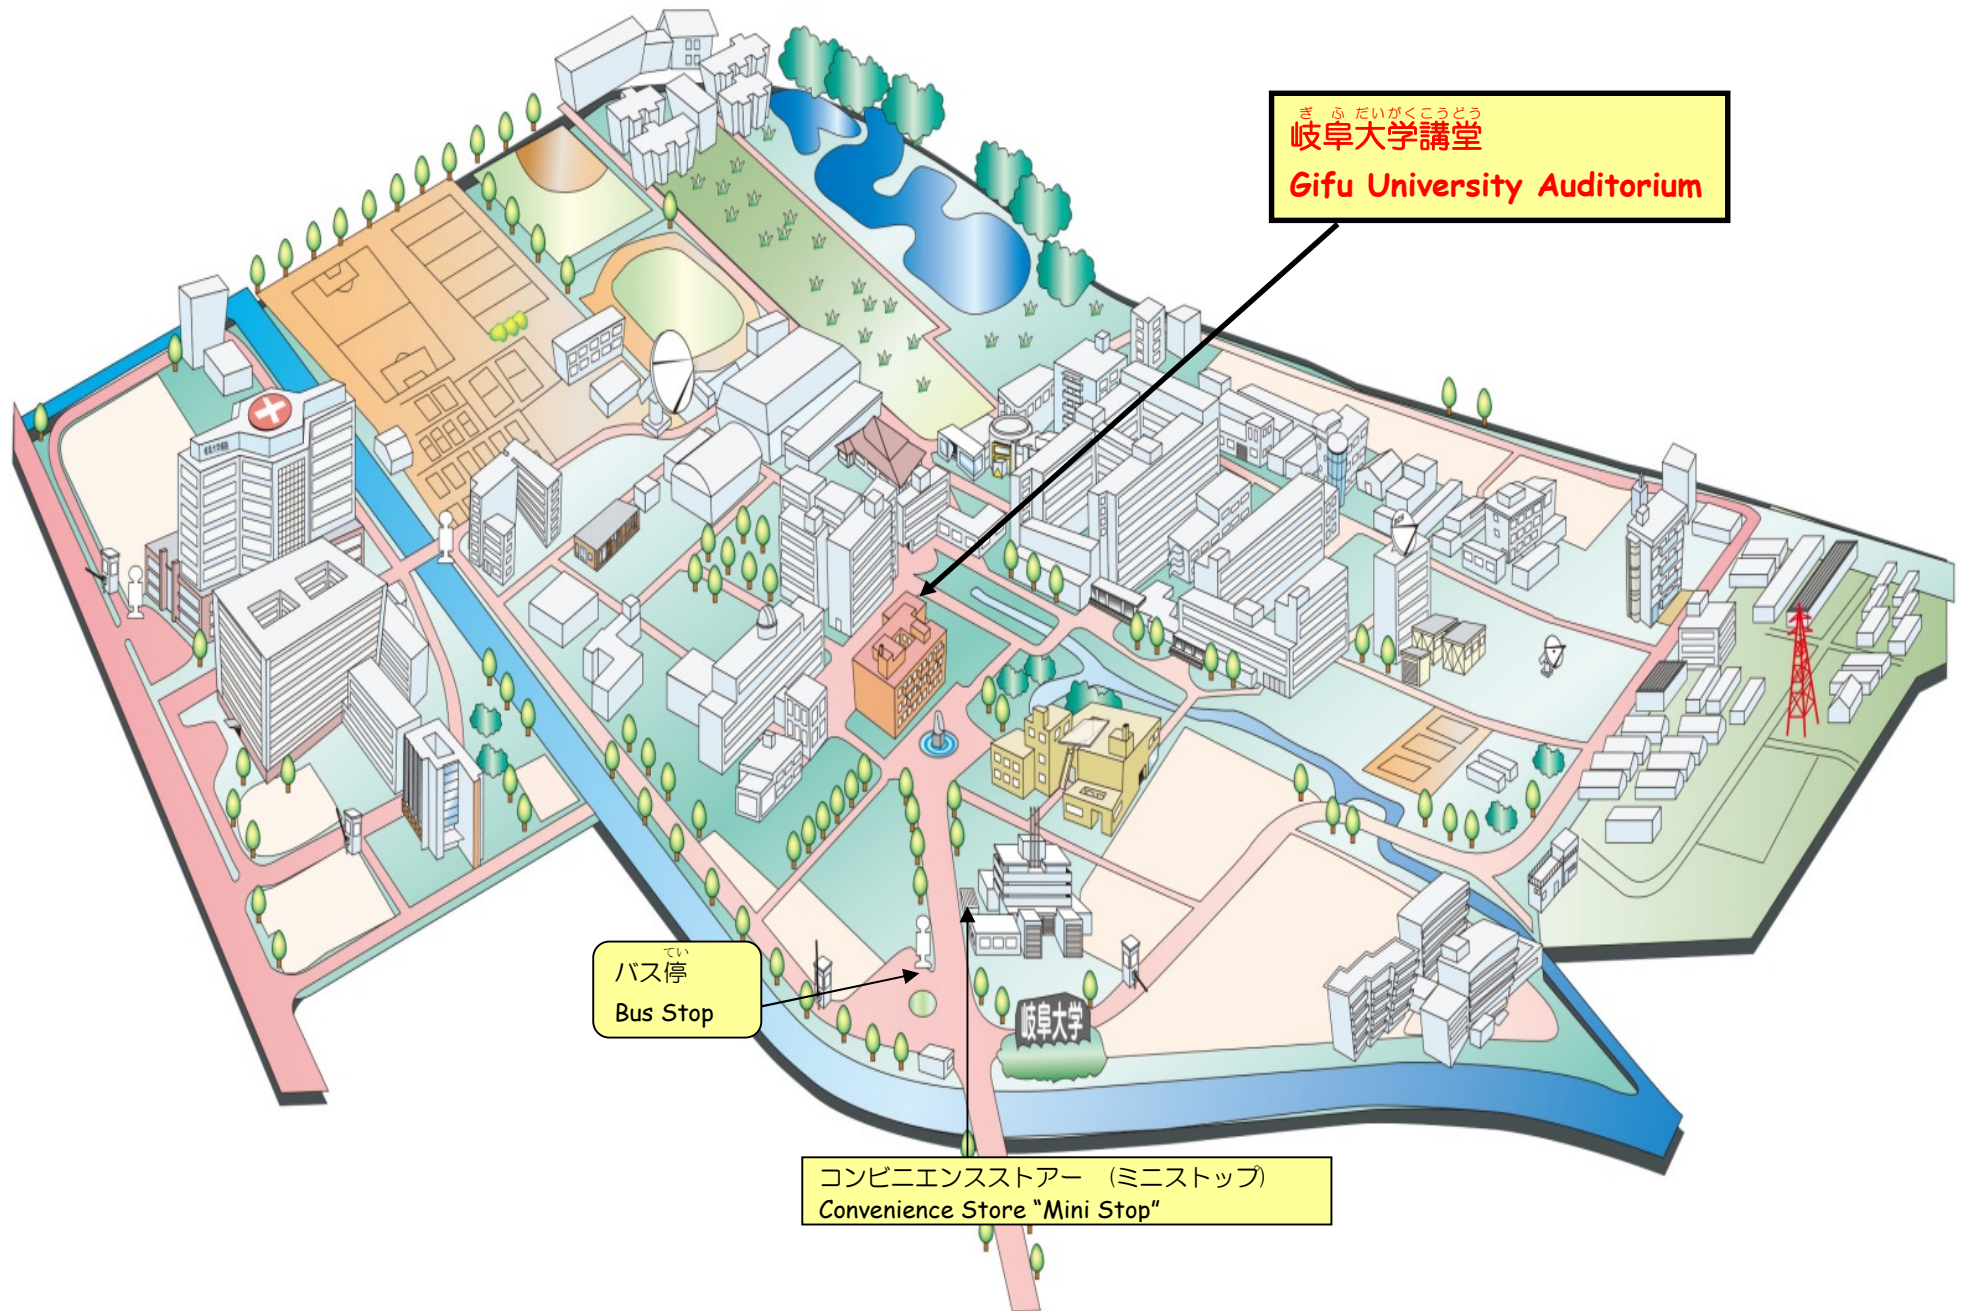 ぎ ふ だいがくこうどう
岐阜大学講堂
Gifu University Auditorium
てい
バス停
Bus Stop
岐阜大学
コンビニエンスストアー (ミニストップ)
Convenience Store “Mini Stop”